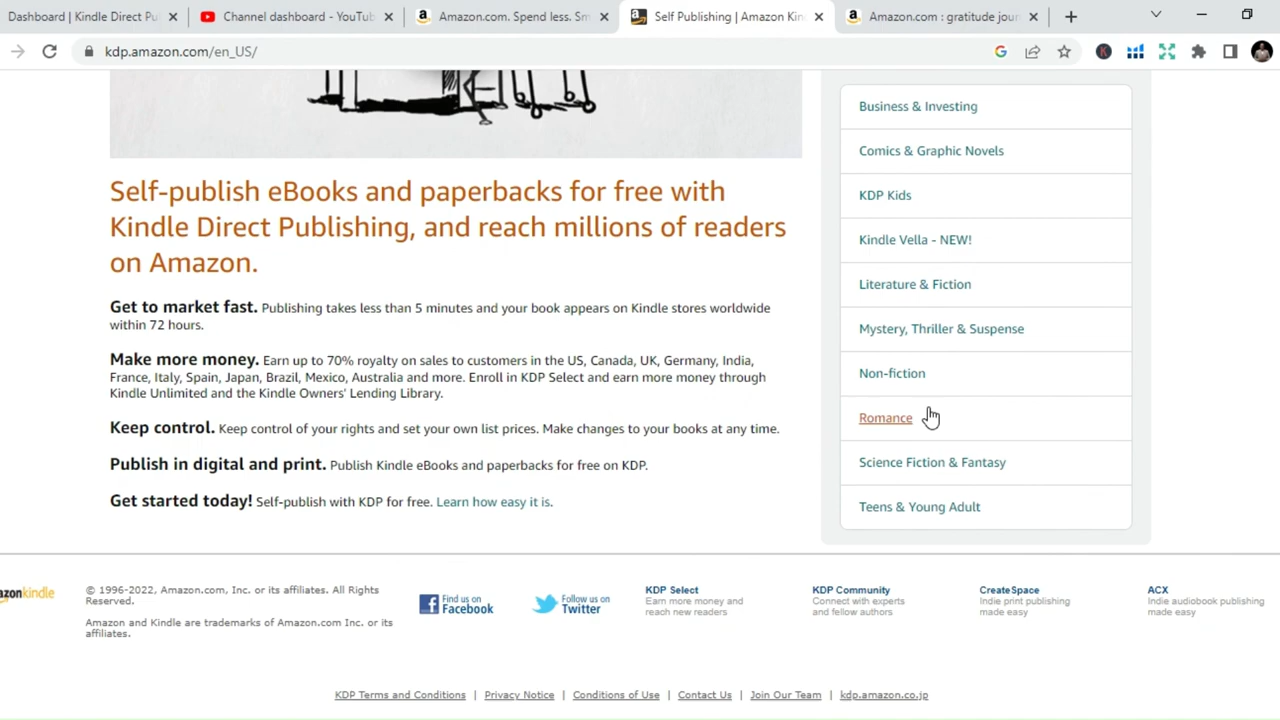 Dashboard | Kindle Direct Pu
Channel dashboard - YouTub
Amazon.com. Spend less. Sm
Self Publishing | Amazon Kin
Amazon.com : gratitude jour
kdp.amazon.com/en_US/
Self-publish eBooks and paperbacks for free with
Kindle Direct Publishing, and reach millions of readers
on Amazon.
Get to market fast. Publishing takes less than 5 minutes and your book appears on Kindle stores worldwide
within 72 hours.
Make more money. Earn up to 70% royalty on sales to customers in the US, Canada, UK, Germany, India,
France, Italy, Spain, Japan, Brazil, Mexico, Australia and more. Enroll in KDP Select and earn more money through
Kindle Unlimited and the Kindle Owners' Lending Library.
Keep control. Keep control of your rights and set your own list prices. Make changes to your books at any time.
Publish in digital and print. Publish Kindle eBooks and paperbacks for free on KDP.
Get started today! Self-publish with KDP for free. Learn how easy it is.
Business & Investing
Comics & Graphic Novels
KDP Kids
Kindle Vella - NEW!
Literature & Fiction
Mystery, Thriller & Suspense
Non-fiction
Romance
Science Fiction & Fantasy
Teens & Young Adult
azonkindle
© 1996-2022, Amazon.com, Inc. or its affiliates. All Rights
Reserved.
Amazon and Kindle are trademarks of Amazon.com Inc. or its
affiliates.
Find us on
Facebook
Follow us on
Twitter
KDP Select
Earn more money and
reach new readers
KDP Community
Connect with experts
and fellow authors
CreateSpace
Indie print publishing
made easy
ACX
Indie audiobook publishing
made easy
KDP Terms and Conditions | Privacy Notice | Conditions of Use | Contact Us | Join Our Team | kdp.amazon.co.jp